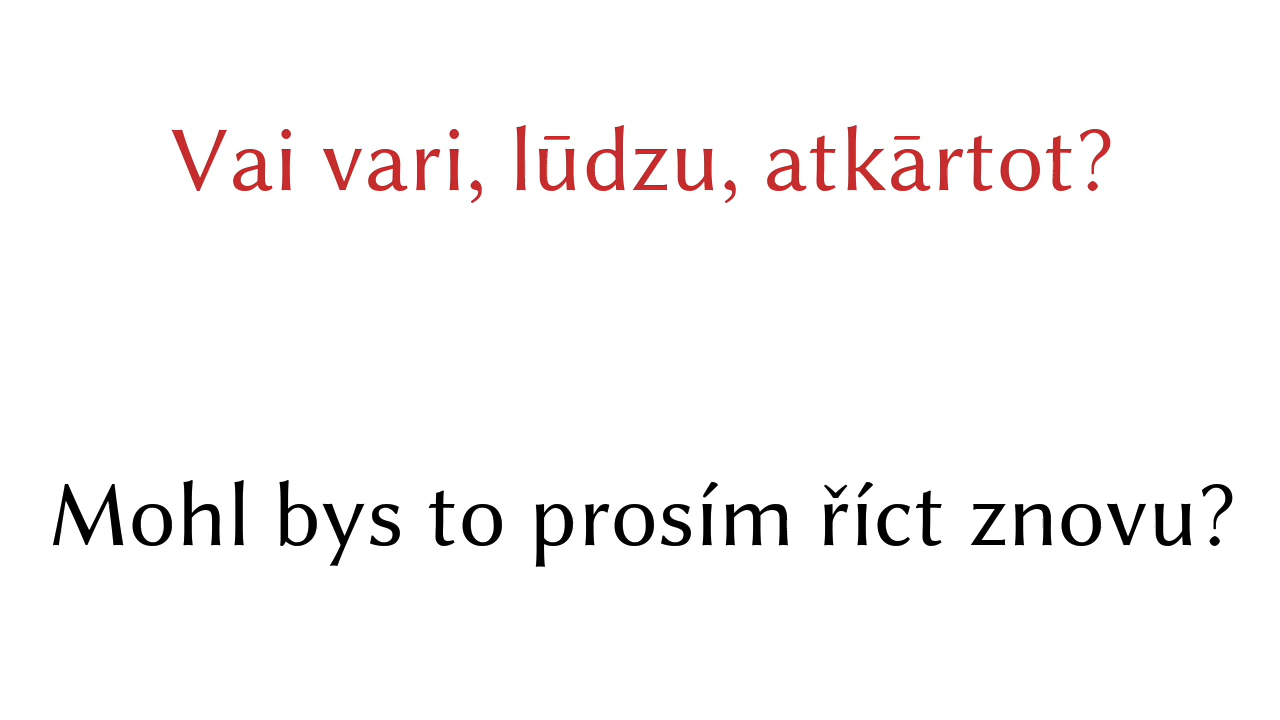 Vai vari, lūdzu, atkārtot?
Mohl bys to prosím říct znovu?